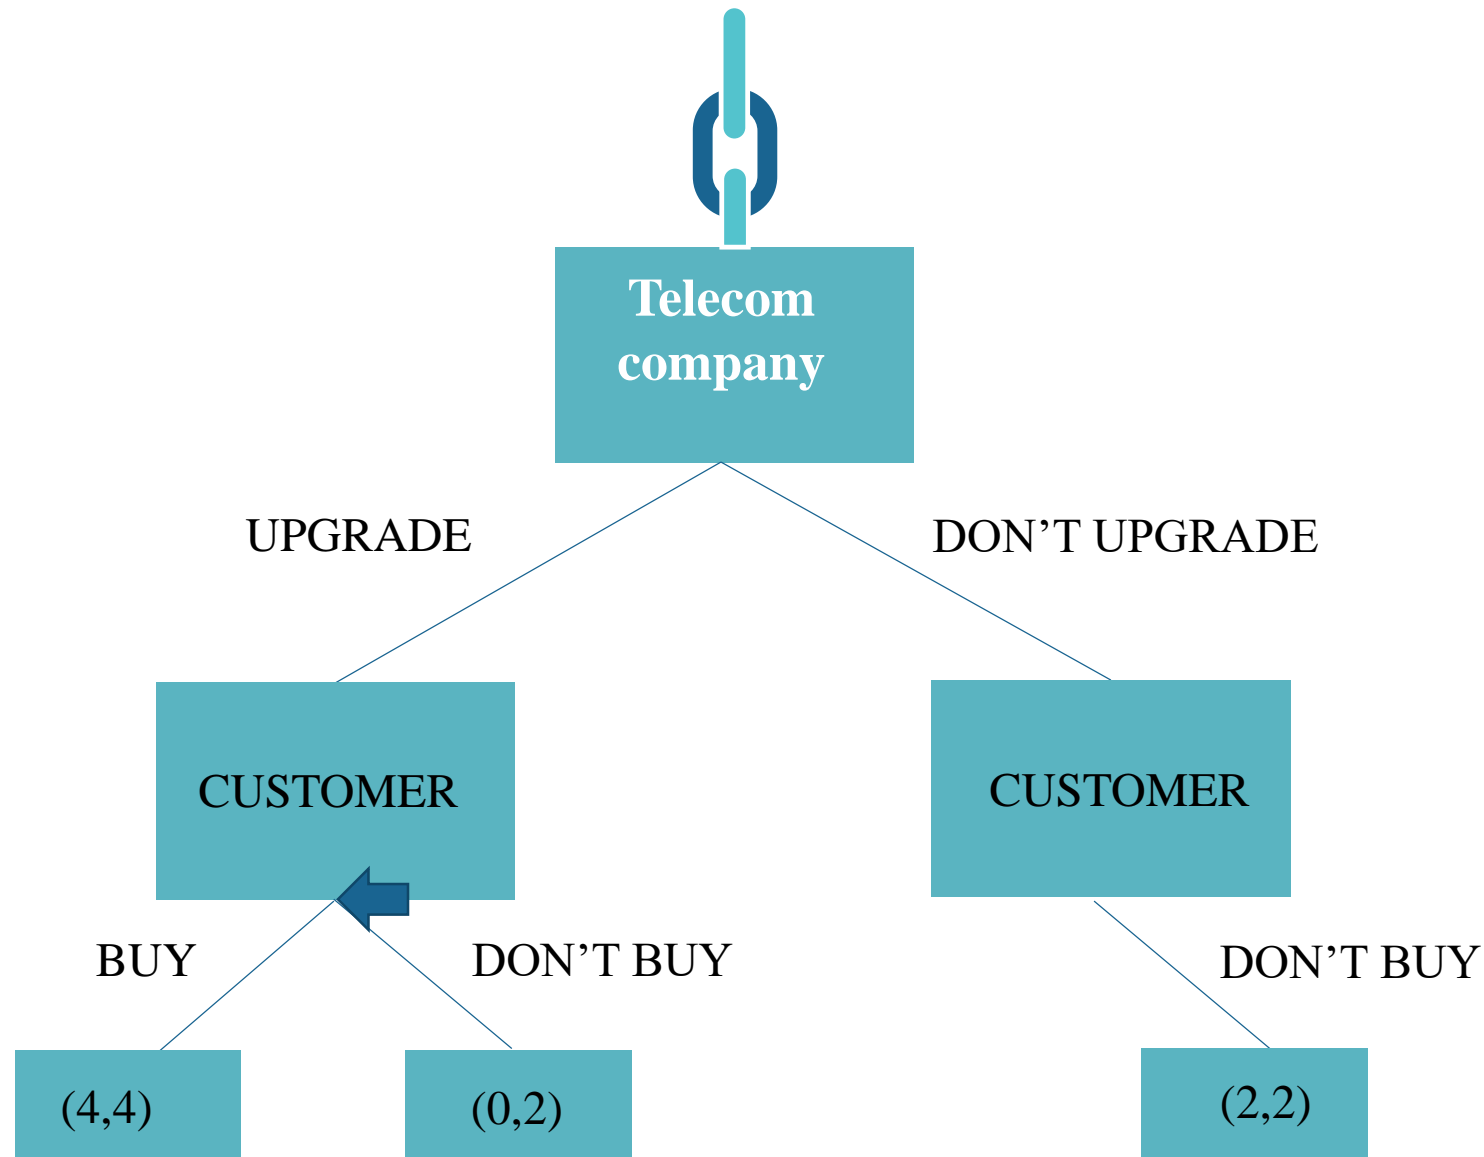 Telecom
company
UPGRADE
DON’T UPGRADE
CUSTOMER
CUSTOMER
BUY
DON’T BUY
DON’T BUY
(4,4)
(0,2)
(2,2)